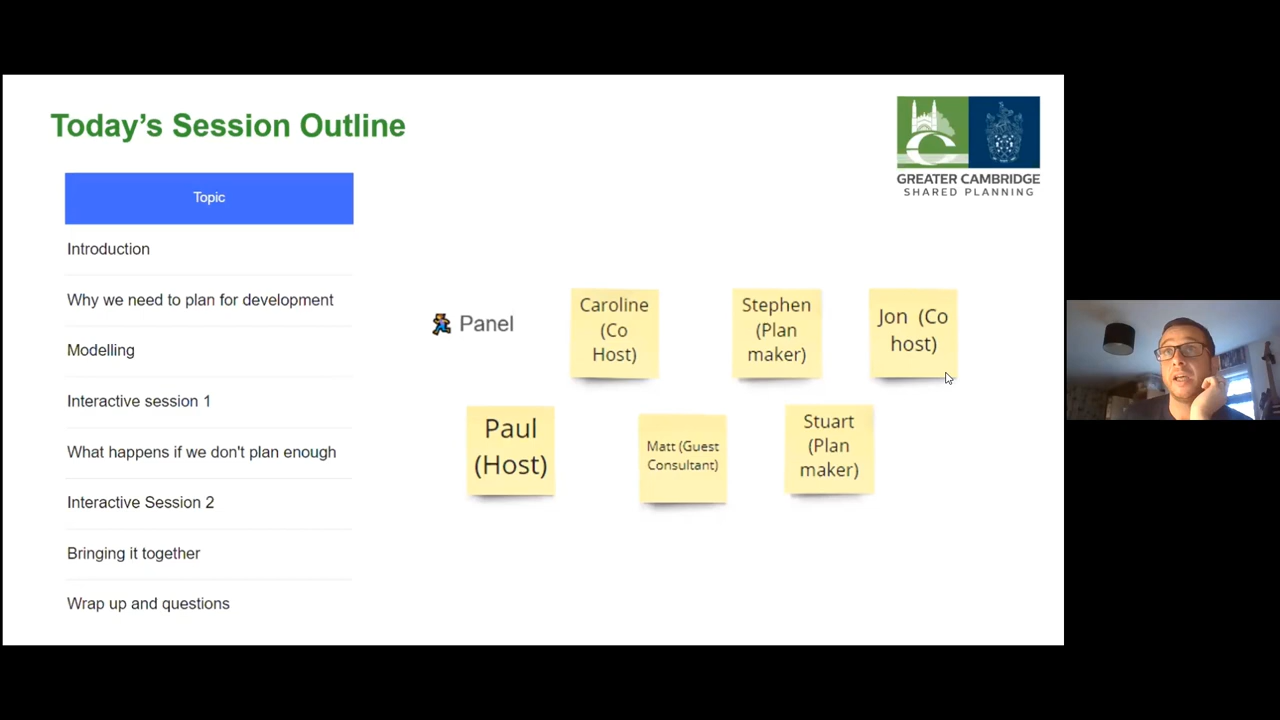 Today's Session Outline
GREATER CAMBRIDGE
SHARED PLANNING
Topic
Introduction
Why we need to plan for development
Modelling
Interactive session 1
What happens if we don't plan enough
Interactive Session 2
Bringing it together
Wrap up and questions
Panel
Caroline
(Co
Host)
Stephen
(Plan
maker)
Jon (Co
host)
Paul
(Host)
Matt (Guest
Consultant)
Stuart
(Plan
maker)